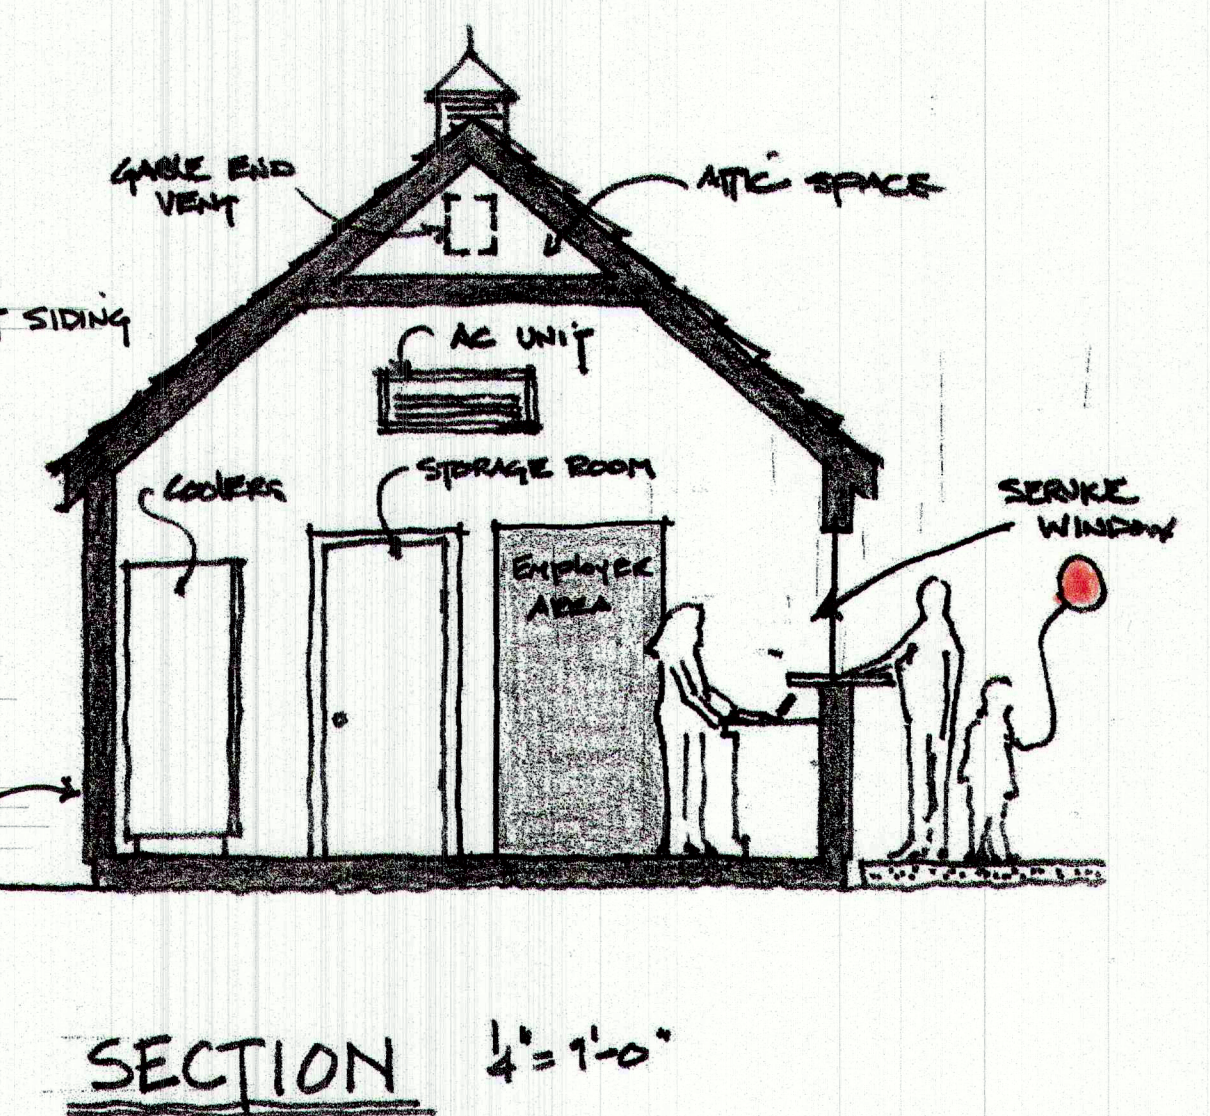 GABLE END
VENT
ATTIC SPACE
SIDING
AC UNIT
STORAGE ROOM
COOLERS
SERVICE
WINDOW
EMPLOYEE
AREA
SECTION 1/4"=1'-0"